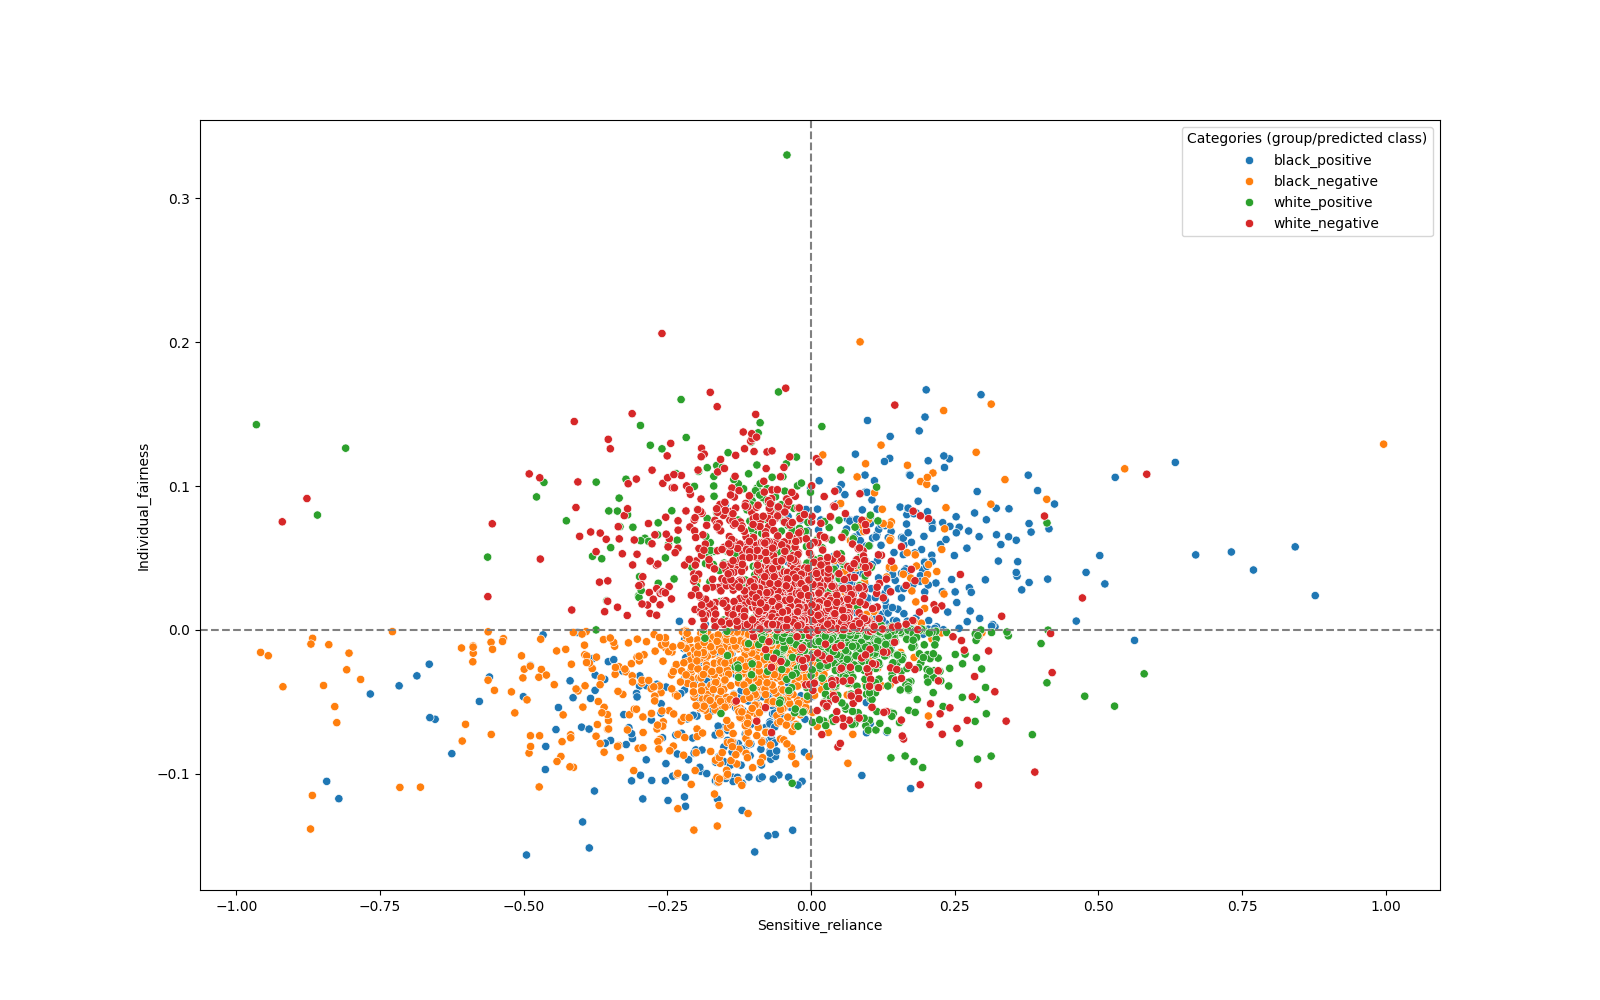 Categories (group/predicted class)
black_positive
black_negative
white_positive
white_negative
0.3
0.2
0.1
0.0
−0.1
Individual_fairness
−1.00 −0.75 −0.50 −0.25 0.00 0.25 0.50 0.75 1.00
Sensitive_reliance